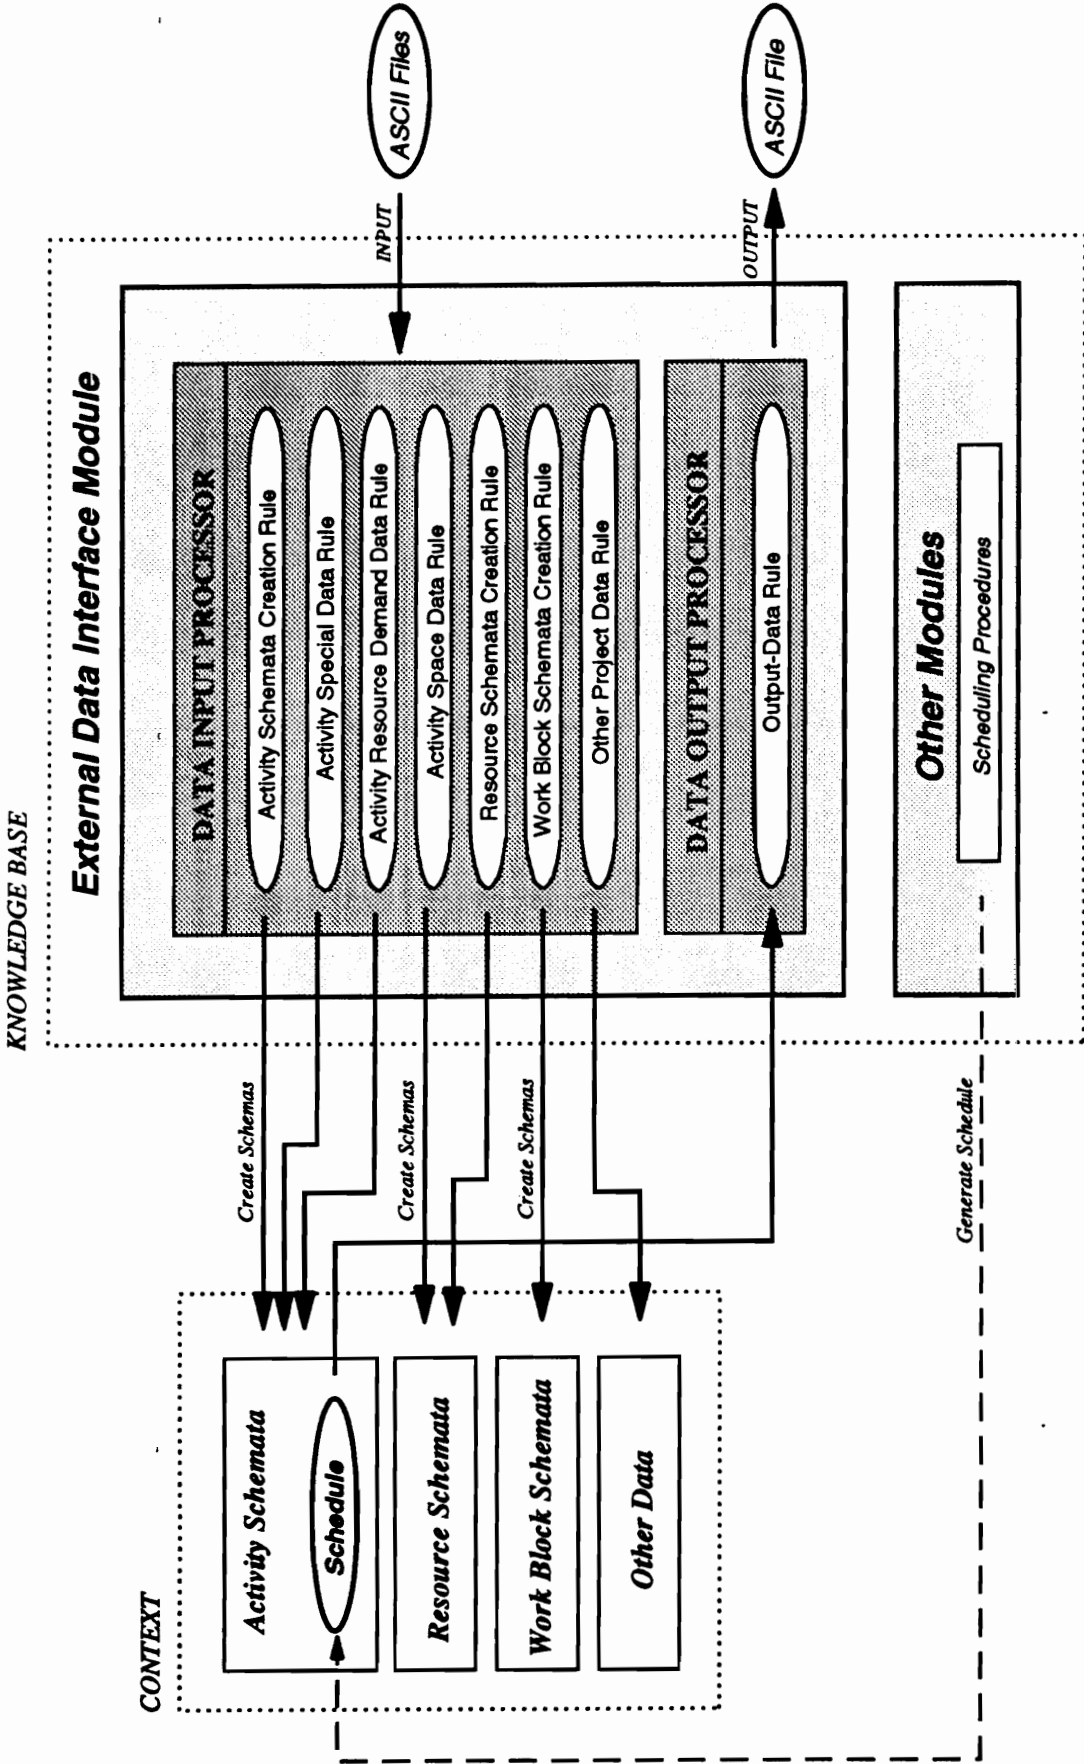 KNOWLEDGE BASE
External Data Interface Module
DATA INPUT PROCESSOR
Activity Schemata Creation Rule
Activity Special Data Rule
Activity Resource Demand Data Rule
Activity Space Data Rule
Resource Schemata Creation Rule
Work Block Schemata Creation Rule
Other Project Data Rule
DATA OUTPUT PROCESSOR
Output-Data Rule
Other Modules
Scheduling Procedures
INPUT
ASCII Files
OUTPUT
ASCII File
CONTEXT
Activity Schemata
Schedule
Resource Schemata
Work Block Schemata
Other Data
Create Schemas
Create Schemas
Create Schemas
Generate Schedule